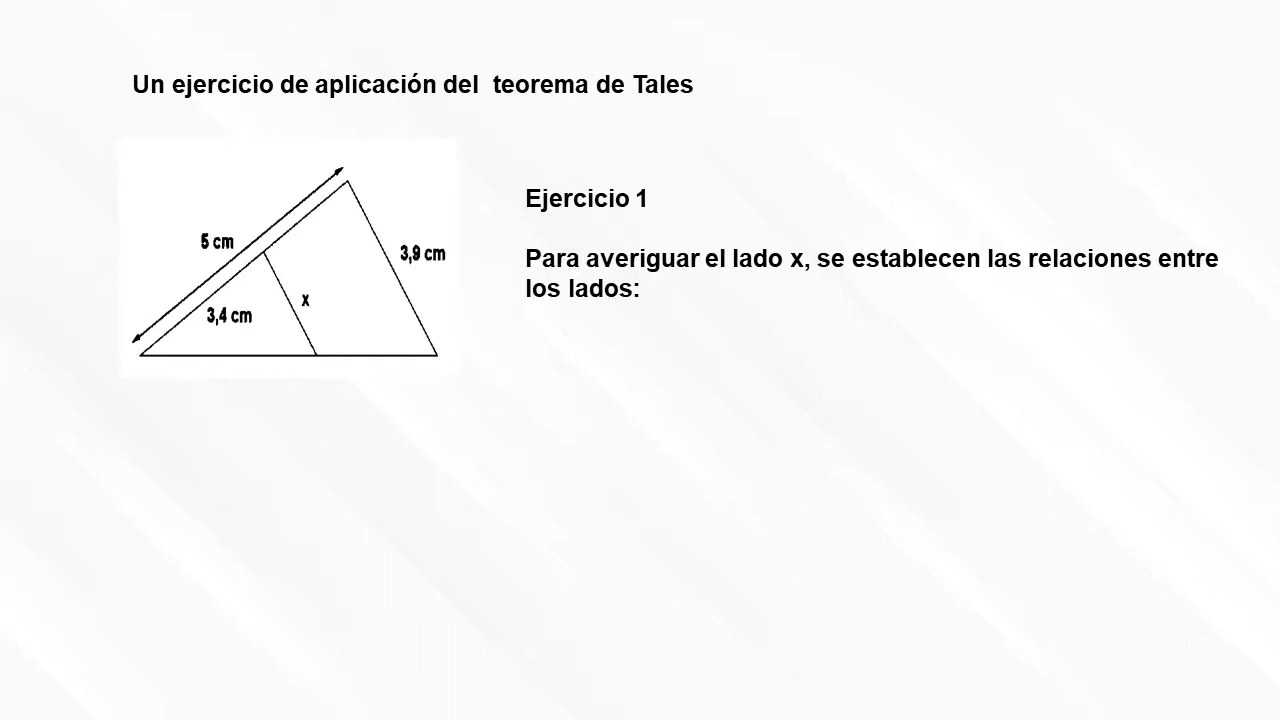 Un ejercicio de aplicación del teorema de Tales
5 cm
3,9 cm
3,4 cm
x
Ejercicio 1
Para averiguar el lado x, se establecen las relaciones entre
los lados: